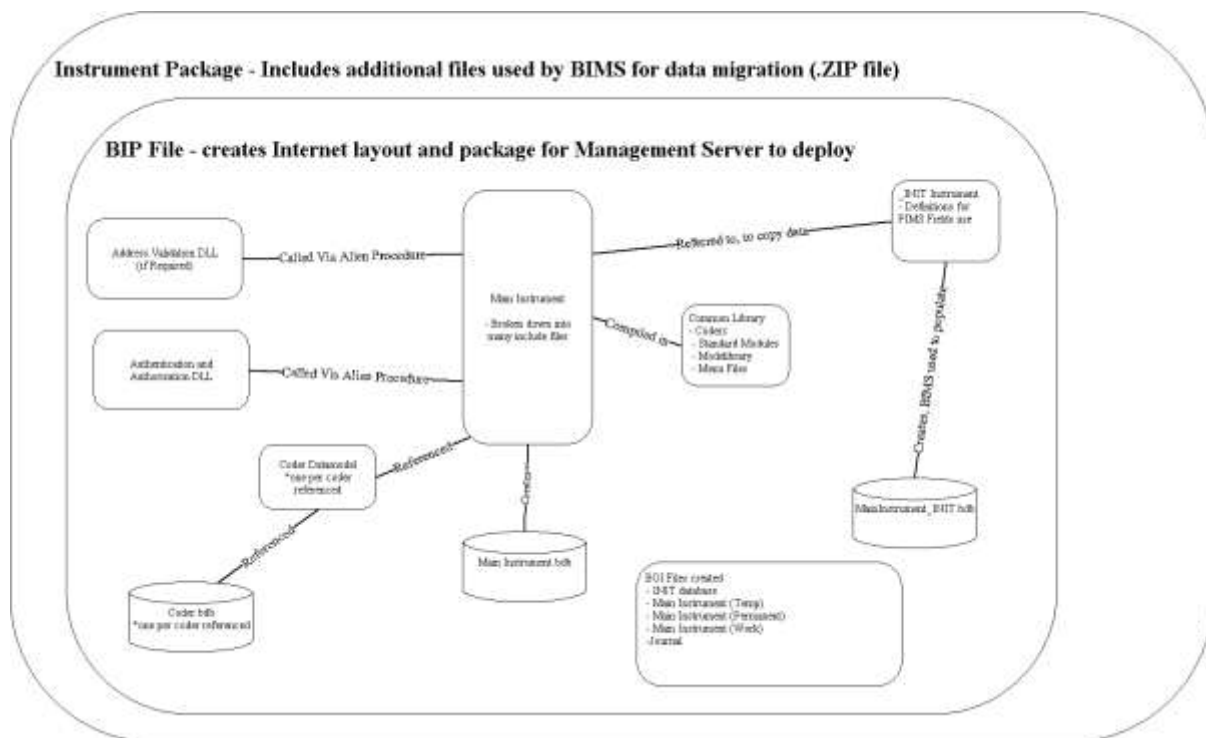 Instrument Package - Includes additional files used by BIMS for data migration (.ZIP file)
BIP File - creates Internet layout and package for Management Server to deploy
_INIT Instrument
- Definitions for
BIMS Fields use
Referred to, to copy data
Address Validation DLL
(if Required)
Called Via Alien Procedure
Main Instrument
- Broken down into
many include files
Compiled in
Common Library
- Coders
- Standard Modules
- Modelibrary
- Menu Files
Creates, BIMS used to populate
Authentication and
Authorisation DLL
Called Via Alien Procedure
Referenced
Coder Datamodel
*one per coder
referenced
Creates
Referenced
MainInstrument_INIT bdb
Main Instrument bdb
Coder bdb
*one per coder referenced
BOI Files created
- INIT database
- Main Instrument (Temp)
- Main Instrument (Permanent)
- Main Instrument (Work)
-Journal